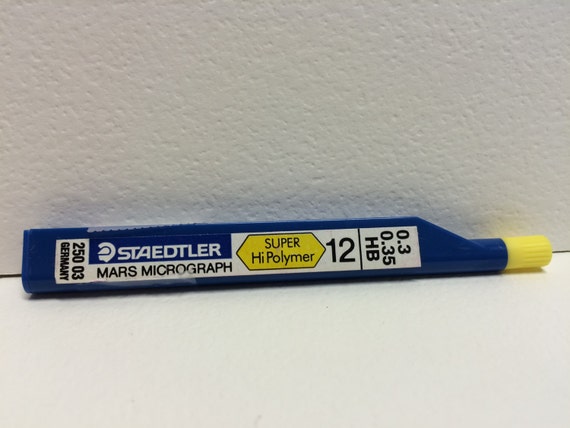 250 03
GERMANY
STAEDTLER
MARS MICROGRAPH
SUPER
Hi Polymer
12
0.3
0.35
HB